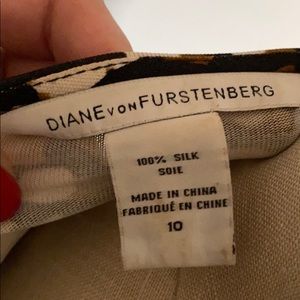 DIANE VON FURSTENBERG
100% SILK
SOIE
MADE IN CHINA
FABRIQUÉ EN CHINE
10